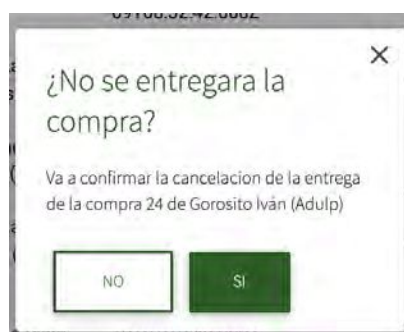 ¿No se entregara la
compra?
Va a confirmar la cancelacion de la entrega
de la compra 24 de Gorosito Iván (Adulp)
NO
SI